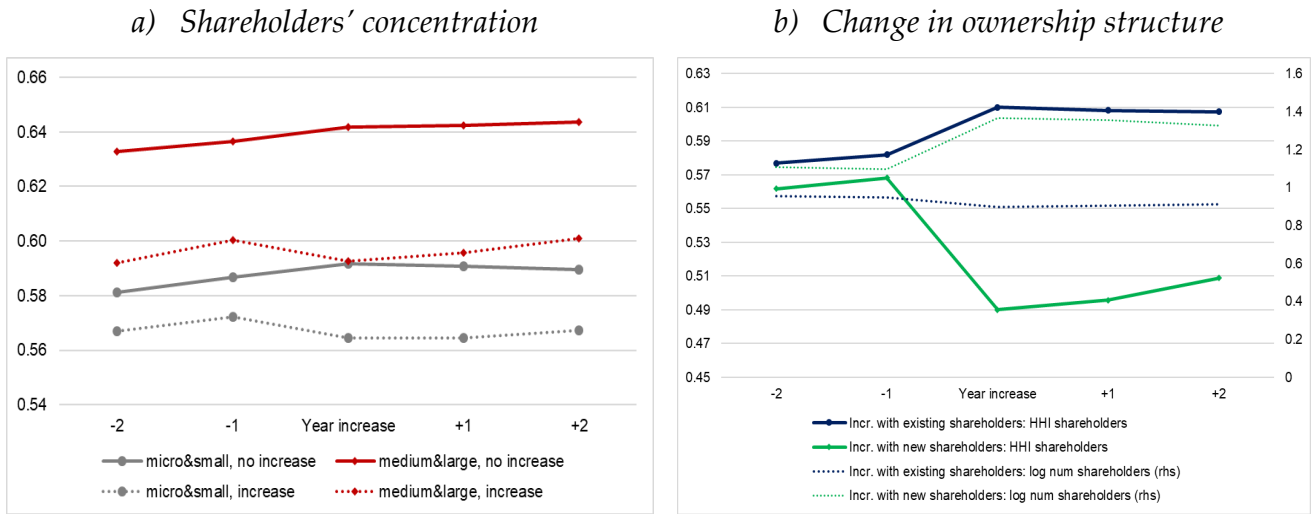 a) Shareholders’ concentration
0.66
0.64
0.62
0.60
0.58
0.56
0.54
-2 -1 Year increase +1 +2
micro&small, no increase medium&large, no increase
micro&small, increase medium&large, increase
b) Change in ownership structure
0.63 1.6
0.61 1.4
0.59 1.2
0.57 1
0.55 0.8
0.53 0.6
0.51 0.4
0.49 0.2
0.47 0
0.45
-2 -1 Year increase +1 +2
Incr. with existing shareholders: HHI shareholders
Incr. with new shareholders: HHI shareholders
Incr. with existing shareholders: log num shareholders (rhs)
Incr. with new shareholders: log num shareholders (rhs)